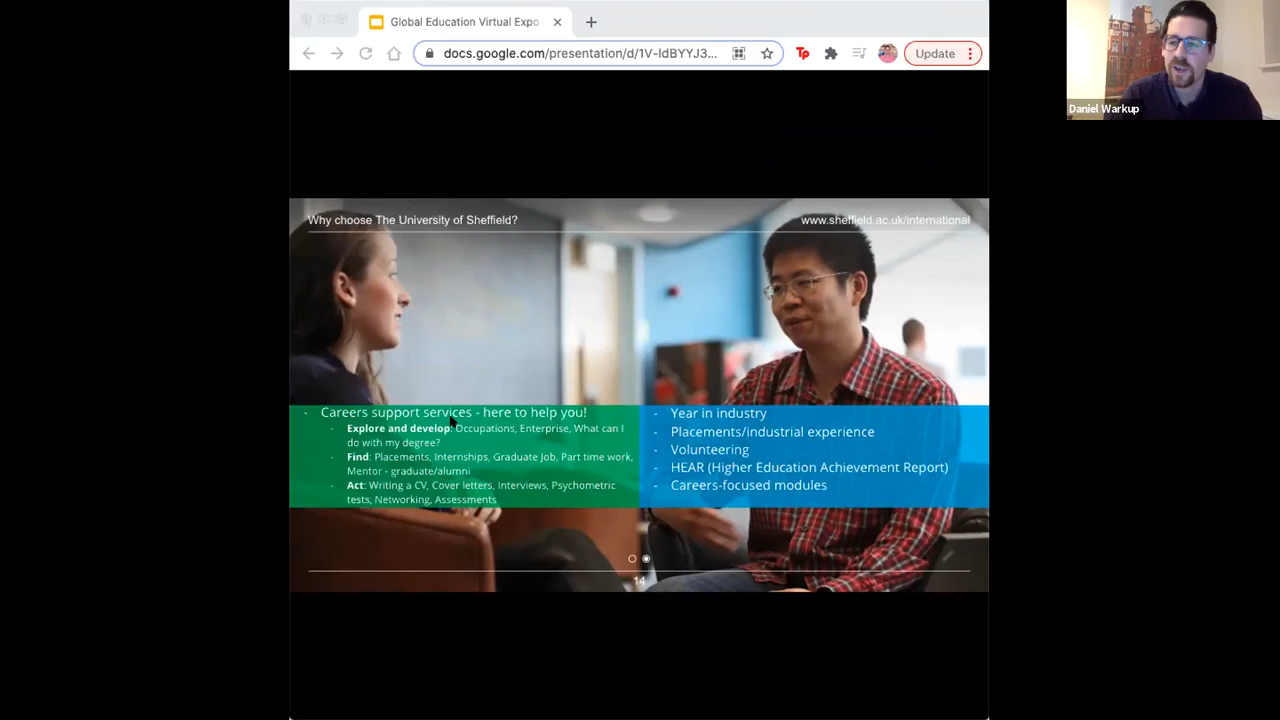 Global Education Virtual Expo
docs.google.com/presentation/d/1V-IdBYYJ3...
Tp
Update
Daniel Warkup
Why choose The University of Sheffield?
www.sheffield.ac.uk/international
- Careers support services - here to help you!
- Explore and develop: Occupations, Enterprise, What can I
do with my degree?
- Find: Placements, Internships, Graduate Job, Part time work,
Mentor - graduate/alumni
- Act: Writing a CV, Cover letters, Interviews, Psychometric
tests, Networking, Assessments
- Year in industry
- Placements/industrial experience
- Volunteering
- HEAR (Higher Education Achievement Report)
- Careers-focused modules
14